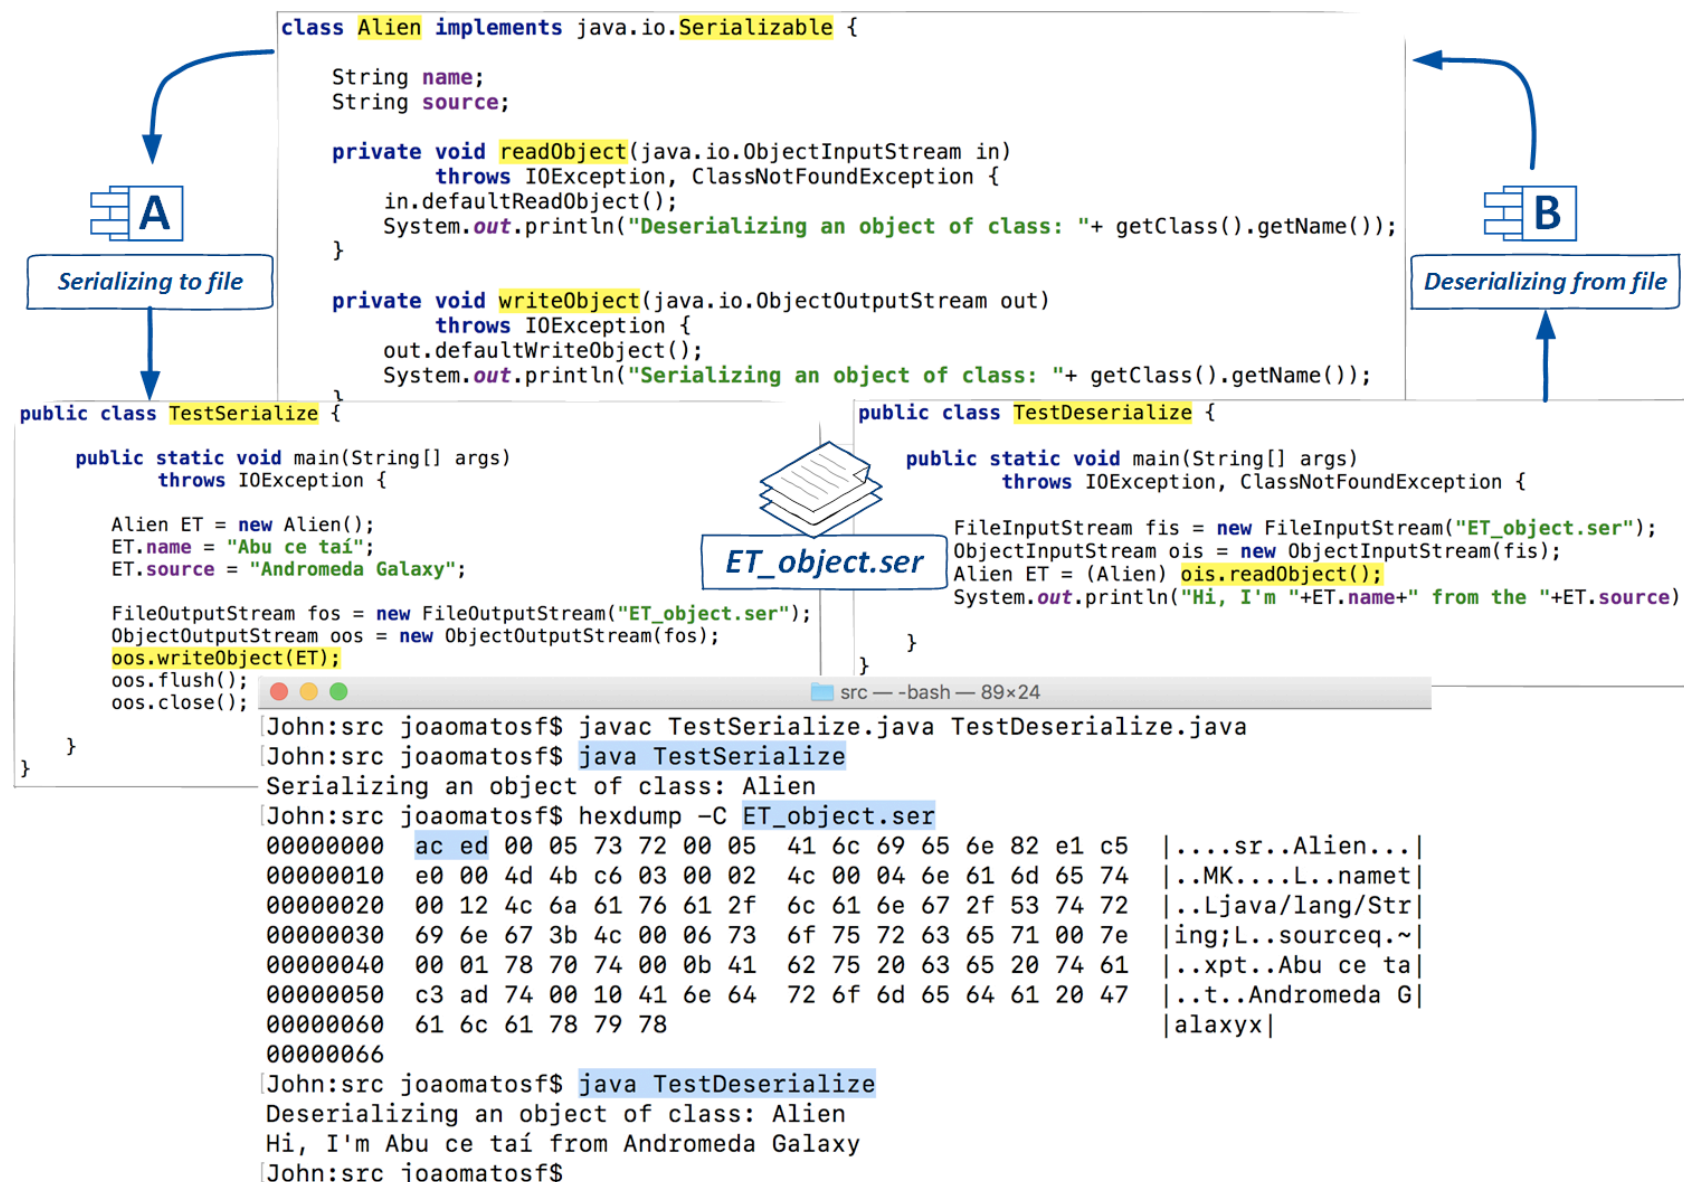 class Alien implements java.io.Serializable {
String name;
String source;
private void readObject(java.io.ObjectInputStream in)
throws IOException, ClassNotFoundException {
in.defaultReadObject();
System.out.println("Deserializing an object of class: "+ getClass().getName());
}
private void writeObject(java.io.ObjectOutputStream out)
throws IOException {
out.defaultWriteObject();
System.out.println("Serializing an object of class: "+ getClass().getName());
}
A
Serializing to file
B
Deserializing from file
public class TestSerialize {
public static void main(String[] args)
throws IOException {
Alien ET = new Alien();
ET.name = "Abu ce taí";
ET.source = "Andromeda Galaxy";
FileOutputStream fos = new FileOutputStream("ET_object.ser");
ObjectOutputStream oos = new ObjectOutputStream(fos);
oos.writeObject(ET);
oos.flush();
oos.close();
}
}
ET_object.ser
public class TestDeserialize {
public static void main(String[] args)
throws IOException, ClassNotFoundException {
FileInputStream fis = new FileInputStream("ET_object.ser");
ObjectInputStream ois = new ObjectInputStream(fis);
Alien ET = (Alien) ois.readObject();
System.out.println("Hi, I'm "+ET.name+" from the "+ET.source)
}
}
src — -bash — 89×24
[John:src joaomatosf$ javac TestSerialize.java TestDeserialize.java
[John:src joaomatosf$ java TestSerialize
Serializing an object of class: Alien
[John:src joaomatosf$ hexdump -C ET_object.ser
00000000  ac ed 00 05 73 72 00 05  41 6c 69 65 6e 82 e1 c5  |....sr..Alien...|
00000010  e0 00 4d 4b c6 03 00 02  4c 00 04 6e 61 6d 65 74  |..MK....L..namet|
00000020  00 12 4c 6a 61 76 61 2f  6c 61 6e 67 2f 53 74 72  |..Ljava/lang/Str|
00000030  69 6e 67 3b 4c 00 06 73  6f 75 72 63 65 71 00 7e  |ing;L..sourceq.~|
00000040  00 01 78 70 74 00 0b 41  62 75 20 63 65 20 74 61  |..xpt..Abu ce ta|
00000050  c3 ad 74 00 10 41 6e 64  72 6f 6d 65 64 61 20 47  |..t..Andromeda G|
00000060  61 6c 61 78 79 78  |alaxyx|
00000066
[John:src joaomatosf$ java TestDeserialize
Deserializing an object of class: Alien
Hi, I'm Abu ce taí from Andromeda Galaxy
[John:src joaomatosf$